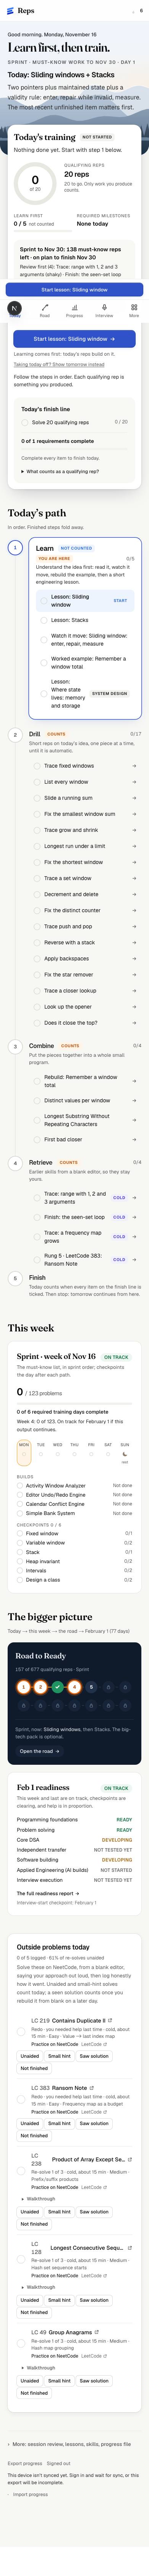 Reps
6
Good morning. Monday, November 16
Learn first, then train.
SPRINT · MUST-KNOW WORK TO NOV 30 · DAY 1
Today: Sliding windows + Stacks
Two pointers must maintained state plus a
validity rule: enter, repair while invalid, measure.
The most recent unfinished item matters first.
Today's training NOT STARTED
Nothing done yet. Start with step 1 below.
0
of 20
QUALIFYING REPS
20 reps
20 to go. Only work you produce
counts.
LEARN FIRST
0 / 5 not counted
REQUIRED MILESTONES
None today
Sprint to Nov 30: 138 must-know reps
left · on plan to finish Nov 30
Review first (4): Trace: range with 1, 2 and 3
arguments (stay) · Finish: the seen-set loop
Start lesson: Sliding window
N
Today
Road
Progress
Interview
More
Start lesson: Sliding window →
Learning comes first: today's reps build on it.
Taking today off? Show tomorrow instead
Follow the steps in order. Each qualifying rep is
something you produced.
Today's finish line
Solve 20 qualifying reps 0 / 20
0 of 1 requirements complete
Complete every item to finish today.
▸ What counts as a qualifying rep?
Today's path
In order. Finished steps fold away.
1
Learn NOT COUNTED
YOU ARE HERE 0/5
Understand the idea first: read it, watch it
move, rebuild the example, then a short
engineering lesson.
Lesson: Sliding
window START
Lesson: Stacks
Watch it move: Sliding window:
enter, repair, measure
Worked example: Remember a
window total
Lesson:
Where state
lives: memory
and storage SYSTEM DESIGN
2
Drill COUNTS 0/17
Short reps on today's idea, one piece at a time,
until it is automatic.
Trace fixed windows →
List every window →
Slide a running sum →
Fix the smallest window sum →
Trace grow and shrink →
Longest run under a limit →
Fix the shortest window →
Trace a set window →
Decrement and delete →
Fix the distinct counter →
Trace push and pop →
Reverse with a stack →
Apply backspaces →
Fix the star remover →
Trace a closer lookup →
Look up the opener →
Does it close the top? →
3
Combine COUNTS 0/4
Put the pieces together into a whole small
program.
Rebuild: Remember a window
total →
Distinct values per window →
Longest Substring Without
Repeating Characters →
First bad closer →
4
Retrieve COUNTS 0/4
Earlier skills from a blank editor, so they stay
yours.
Trace: range with 1, 2 and
3 arguments COLD →
Finish: the seen-set loop COLD →
Trace: a frequency map
grows COLD →
Rung 5 · LeetCode 383:
Ransom Note COLD →
5
Finish
Today counts when every item on the finish line is
ticked. Then stop: tomorrow continues from here.
This week
Sprint · week of Nov 16 ON TRACK
The must-know list, in sprint order; checkpoints
the day after each path.
0 / 123 problems
0 of 6 required training days complete
Week 4: 0 of 123. On track for February 1 if this
output continues.
MON TUE WED THU FRI SAT SUN
rest
BUILDS
Activity Window Analyzer Not done
Editor Undo/Redo Engine Not done
Calendar Conflict Engine Not done
Simple Bank System Not done
CHECKPOINTS 0 / 8
Fixed window 0/1
Variable window 0/2
Stack 0/1
Heap invariant 0/2
Intervals 0/2
Design a class 0/2
The bigger picture
Today → this week → the road → February 1 (77 days)
Road to Ready
157 of 677 qualifying reps · Sprint
1 2 ✓ 4 5
Sprint, now: Sliding windows, then Stacks. The big-
tech pack is optional.
Open the road →
Feb 1 readiness ON TRACK
This week and last are on track, checkpoints are
clearing, and help is in proportion.
Programming foundations READY
Problem solving READY
Core DSA DEVELOPING
Independent transfer NOT TESTED YET
Software building DEVELOPING
Applied Engineering (AI builds) NOT STARTED
Interview execution NOT TESTED YET
The full readiness report →
Interview-start checkpoint: February 1
Outside problems today
0 of 5 logged · 61% of re-solves unaided
Solve these on NeetCode, from a blank editor,
saying your approach out loud, then log honestly
how it went. Unaided and small-hint solves
don't count today; a seen solution counts once you
rebuild it from blank on a later day.
LC 219 Contains Duplicate II
Redo · you needed help last time · cold, about
15 min · Easy · Value -> last index map
Practice on NeetCode LeetCode
Unaided Small hint Saw solution
Not finished
LC 383 Ransom Note
Redo · you needed help last time · cold, about
15 min · Easy · Frequency map as a budget
Practice on NeetCode LeetCode
Unaided Small hint Saw solution
Not finished
LC
238 Product of Array Except Se...
Re-solve 1 of 3 · cold, about 15 min · Medium ·
Prefix/suffix products
Practice on NeetCode LeetCode
▸ Walkthrough
Unaided Small hint Saw solution
Not finished
LC
128 Longest Consecutive Sequ...
Re-solve 1 of 3 · cold, about 15 min · Medium ·
Hash set sequence starts
Practice on NeetCode LeetCode
▸ Walkthrough
Unaided Small hint Saw solution
Not finished
LC 49 Group Anagrams
Re-solve 1 of 3 · cold, about 15 min · Medium ·
Hash map grouping
Practice on NeetCode LeetCode
▸ Walkthrough
Unaided Small hint Saw solution
Not finished
› More: session review, lessons, skills, progress file
Export progress Signed out
This device isn't synced yet. Sign in and wait for sync, or this
export will be incomplete.
Import progress